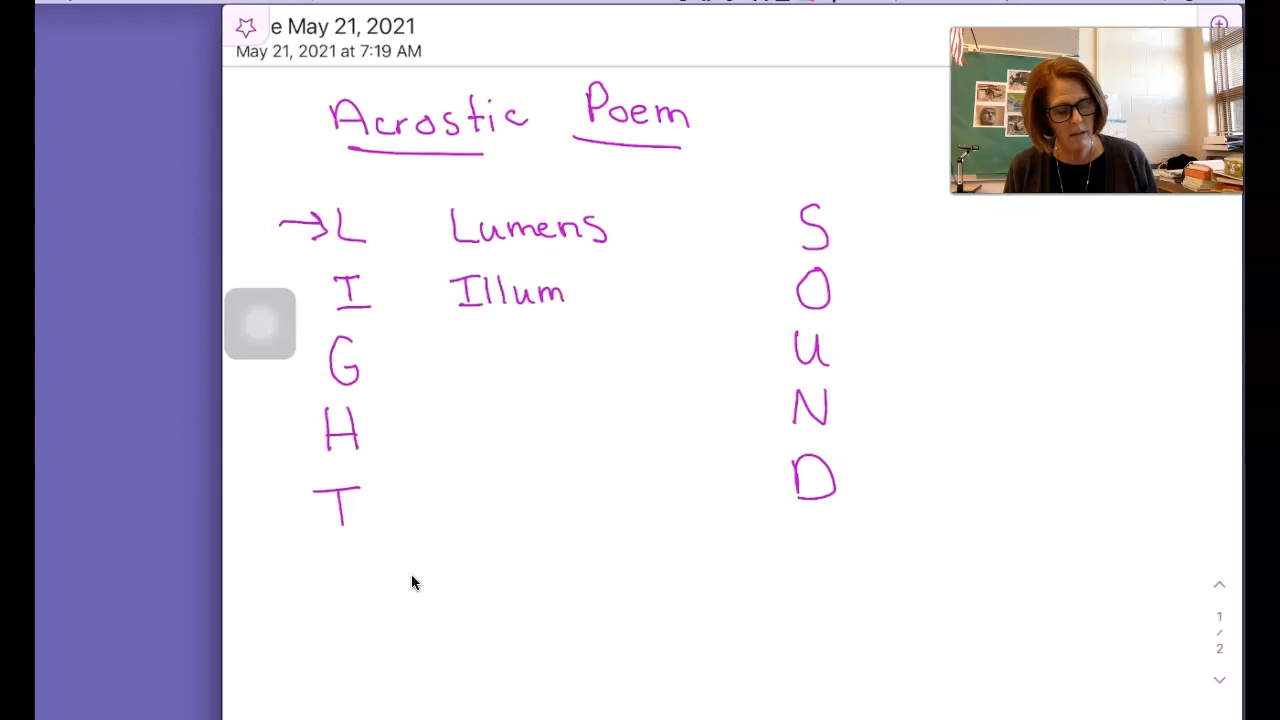 e May 21, 2021
May 21, 2021 at 7:19 AM
Acrostic Poem
→ L Lumens S
I Illum O
G U
H N
T D
1
/
2